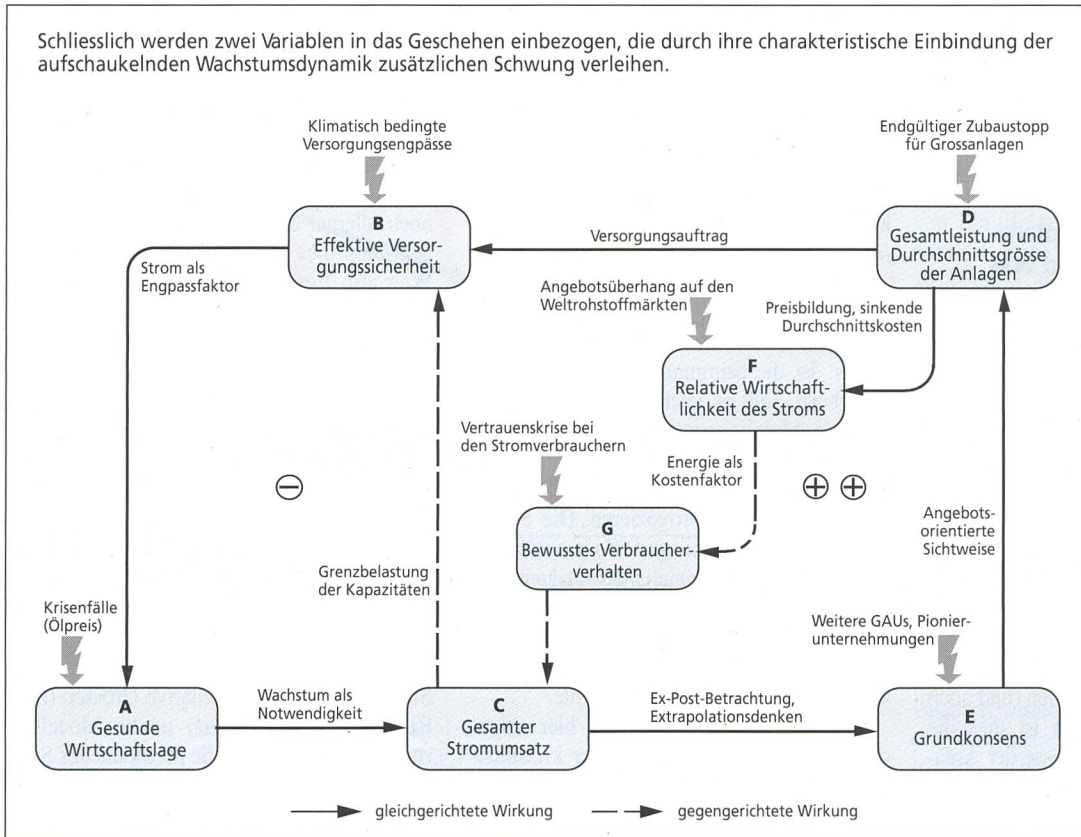 Schliesslich werden zwei Variablen in das Geschehen einbezogen, die durch ihre charakteristische Einbindung der
aufschaukelnden Wachstumsdynamik zusätzlichen Schwung verleihen.
Klimatisch bedingte
Versorgungsengpässe
Endgültiger Zubaustopp
für Grossanlagen
B
Effektive Versor-
gungssicherheit
Versorgungsauftrag
D
Gesamtleistung und
Durchschnittsgrösse
der Anlagen
Strom als
Engpassfaktor
Angebotsüberhang auf den
Weltrohstoffmärkten
Preisbildung, sinkende
Durchschnittskosten
F
Relative Wirtschaft-
lichkeit des Stroms
Vertrauenskrise bei
den Stromverbrauchern
Energie als
Kostenfaktor
−
+ +
G
Bewusstes Verbraucher-
verhalten
Angebots-
orientierte
Sichtweise
Grenzbelastung
der Kapazitäten
Krisenfälle
(Ölpreis)
Weitere GAUs, Pionier-
unternehmungen
A
Gesunde
Wirtschaftslage
Wachstum als
Notwendigkeit
C
Gesamter
Stromumsatz
Ex-Post-Betrachtung,
Extrapolationsdenken
E
Grundkonsens
gleichgerichtete Wirkung
gegengerichtete Wirkung